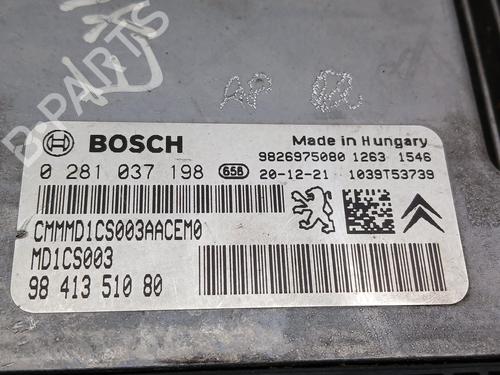 B-PARTS
BOSCH
Made in Hungary
9826975080 1263 1546
0 281 037 198 658 20-12-21 1039T53739
CMMMD1CS003AACEM0
MD1CS003
98 413 510 80